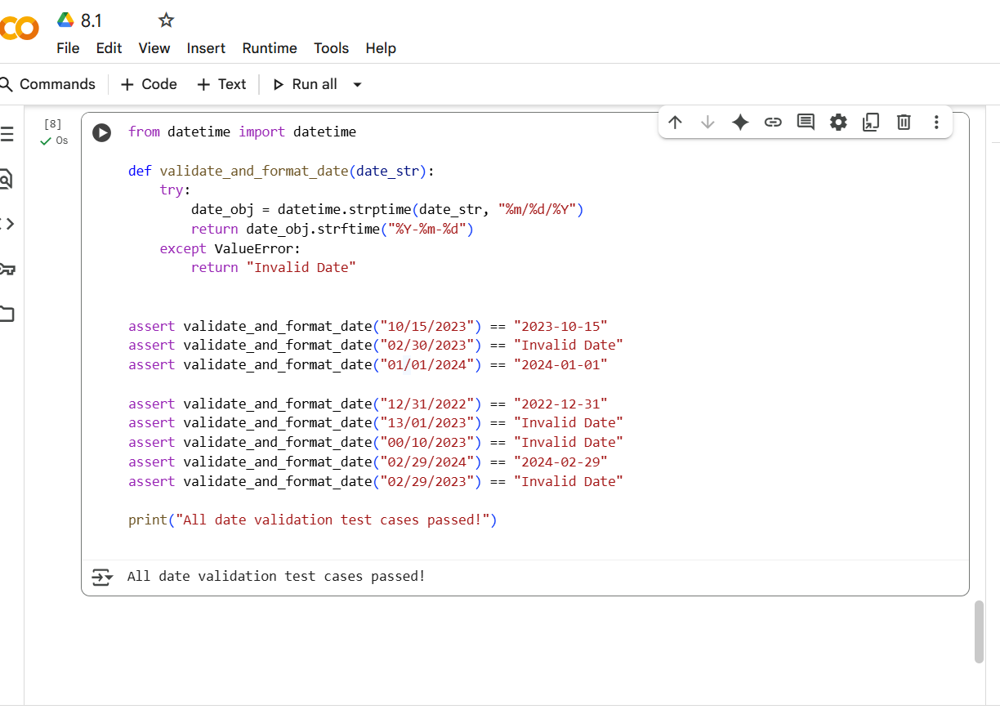 CO 8.1
File Edit View Insert Runtime Tools Help
Commands + Code + Text Run all
[8]
0s
from datetime import datetime
def validate_and_format_date(date_str):
    try:
        date_obj = datetime.strptime(date_str, "%m/%d/%Y")
        return date_obj.strftime("%Y-%m-%d")
    except ValueError:
        return "Invalid Date"
assert validate_and_format_date("10/15/2023") == "2023-10-15"
assert validate_and_format_date("02/30/2023") == "Invalid Date"
assert validate_and_format_date("01/01/2024") == "2024-01-01"
assert validate_and_format_date("12/31/2022") == "2022-12-31"
assert validate_and_format_date("13/01/2023") == "Invalid Date"
assert validate_and_format_date("00/10/2023") == "Invalid Date"
assert validate_and_format_date("02/29/2024") == "2024-02-29"
assert validate_and_format_date("02/29/2023") == "Invalid Date"
print("All date validation test cases passed!")
All date validation test cases passed!